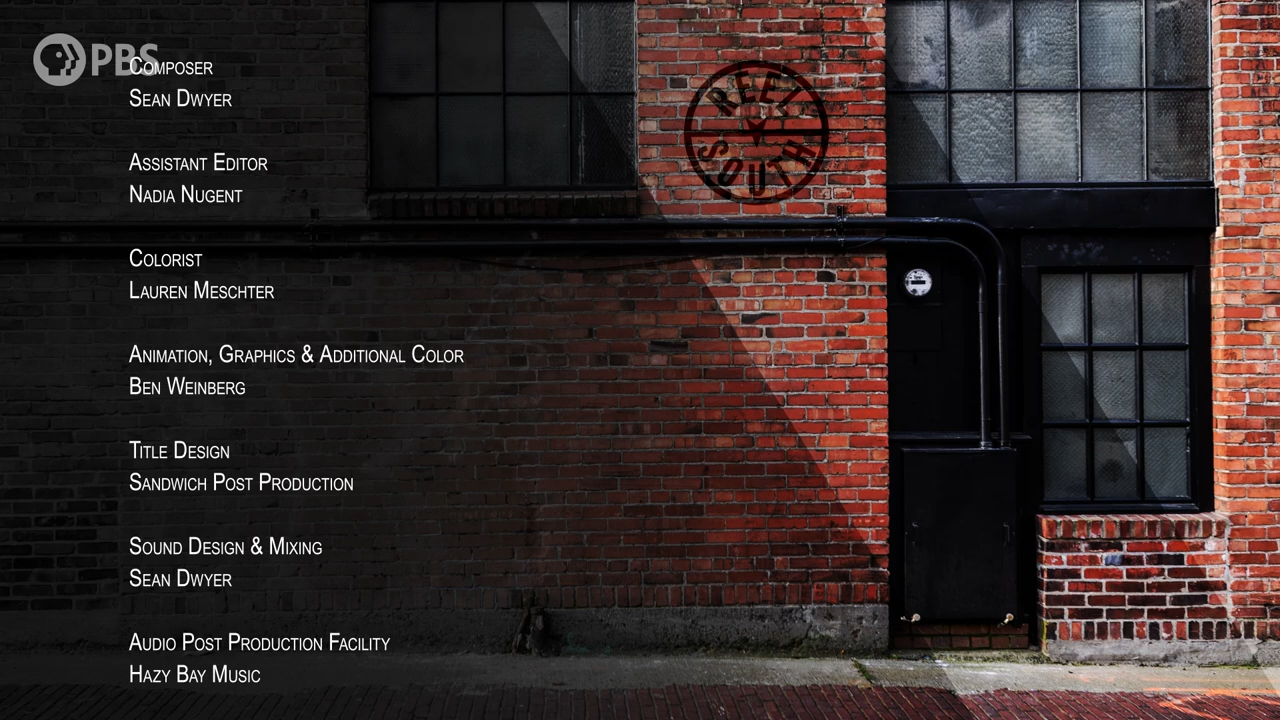 PBS
Composer
Sean Dwyer
REEL
SOUTH
Assistant Editor
Nadia Nugent
Colorist
Lauren Meschter
Animation, Graphics & Additional Color
Ben Weinberg
Title Design
Sandwich Post Production
Sound Design & Mixing
Sean Dwyer
Audio Post Production Facility
Hazy Bay Music